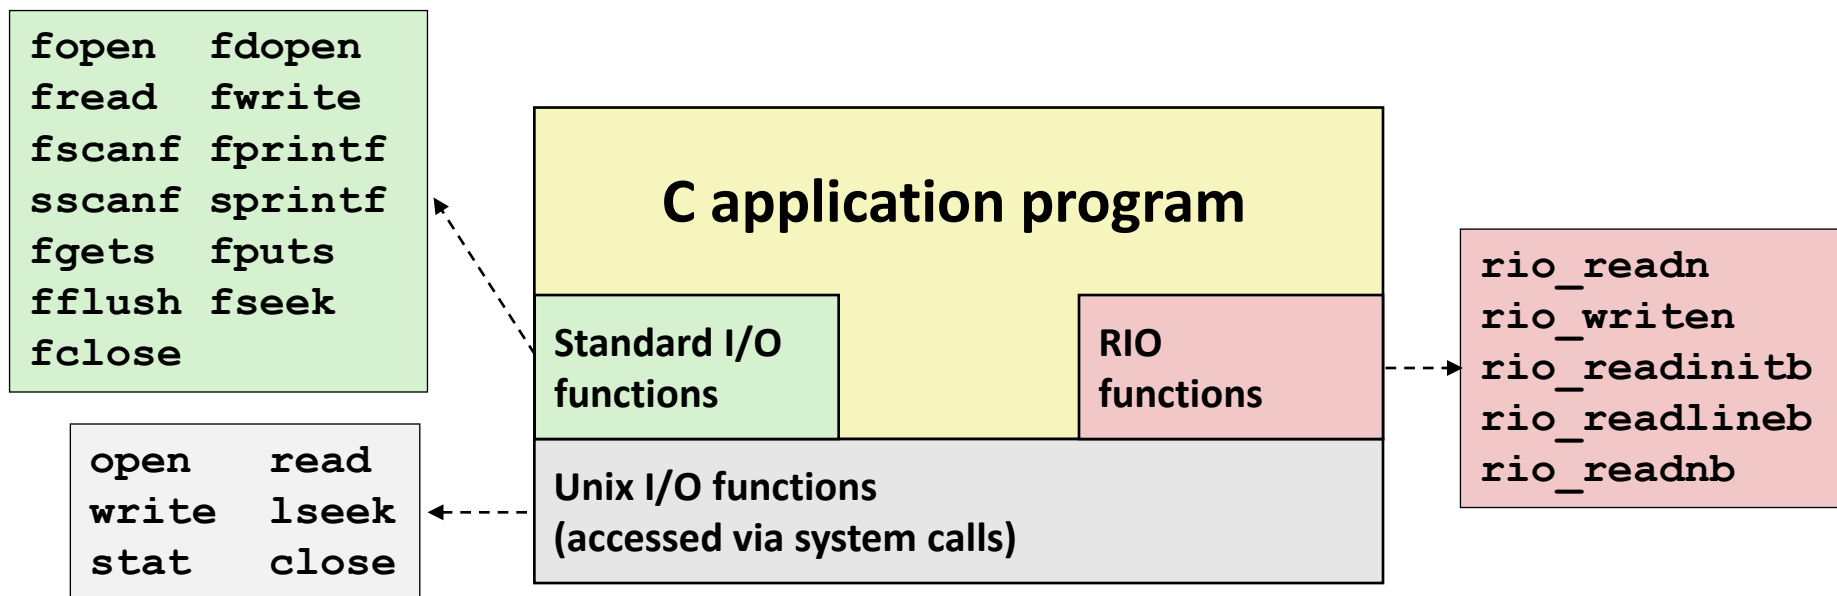 fopen fdopen
fread fwrite
fscanf fprintf
sscanf sprintf
fgets fputs
fflush fseek
fclose
open read
write lseek
stat close
C application program
Standard I/O
functions
RIO
functions
Unix I/O functions
(accessed via system calls)
rio_readn
rio_writen
rio_readinitb
rio_readlineb
rio_readnb